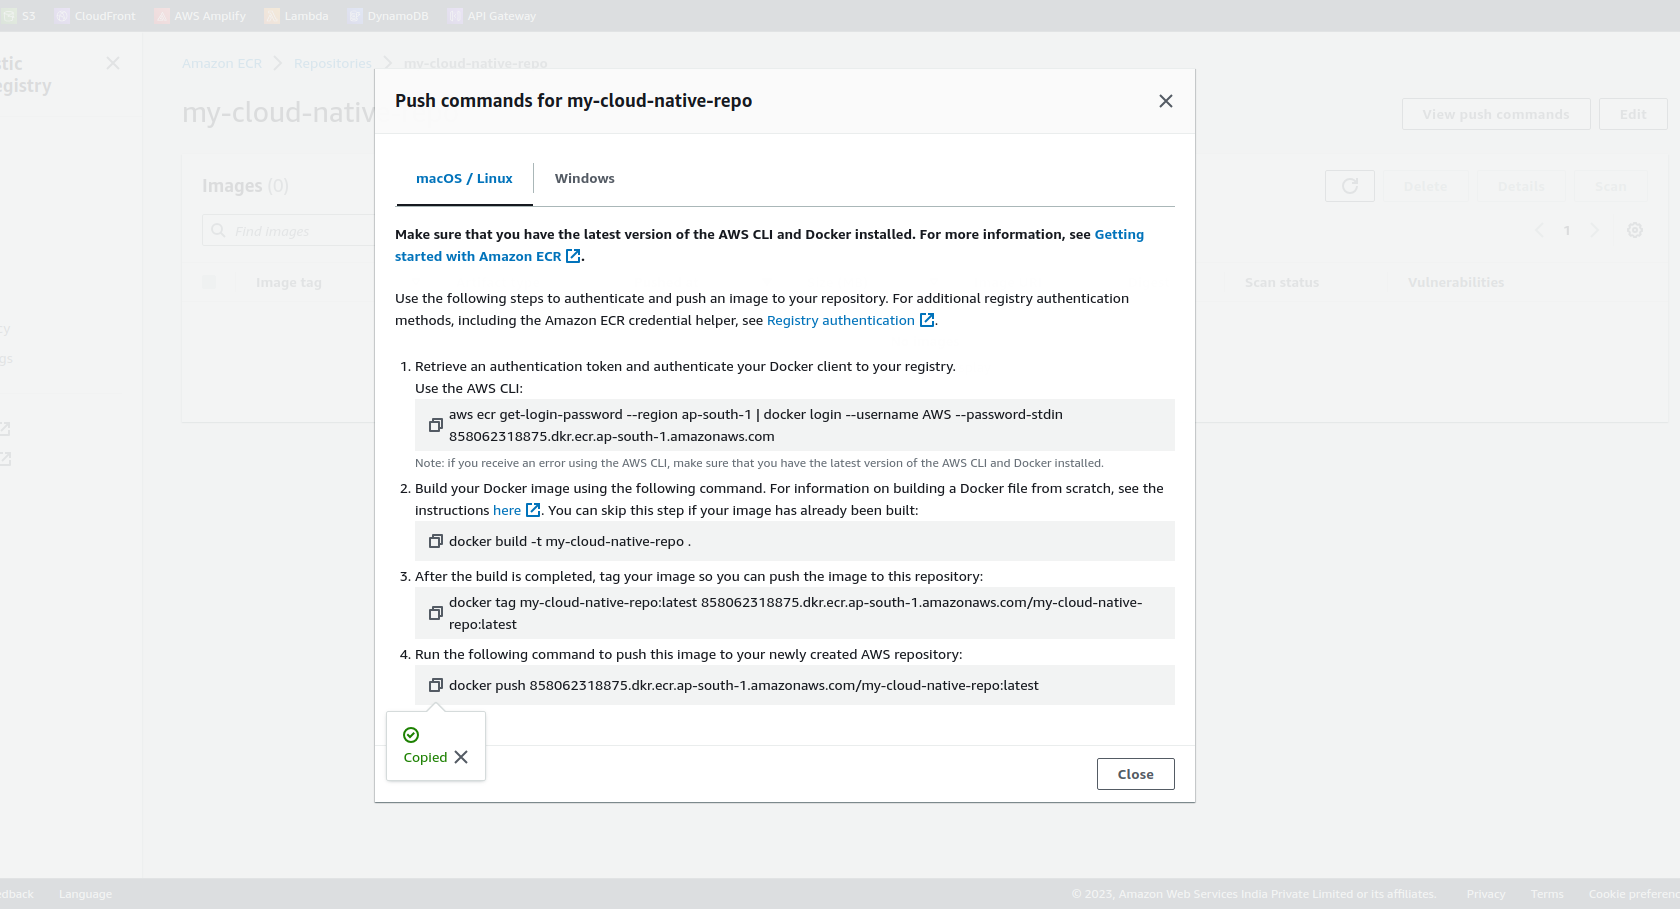 S3 CloudFront AWS Amplify Lambda DynamoDB API Gateway
stic
egistry
Amazon ECR Repositories my-cloud-native-repo
my-cloud-nativ
View push commands Edit
Push commands for my-cloud-native-repo
macOS / Linux Windows
Images (0)
Delete Details Scan
Find images
1
Image tag
Scan status Vulnerabilities
cy
gs
Make sure that you have the latest version of the AWS CLI and Docker installed. For more information, see Getting
started with Amazon ECR .
Use the following steps to authenticate and push an image to your repository. For additional registry authentication
methods, including the Amazon ECR credential helper, see Registry authentication .
1. Retrieve an authentication token and authenticate your Docker client to your registry.
Use the AWS CLI:
aws ecr get-login-password --region ap-south-1 | docker login --username AWS --password-stdin
858062318875.dkr.ecr.ap-south-1.amazonaws.com
Note: if you receive an error using the AWS CLI, make sure that you have the latest version of the AWS CLI and Docker installed.
2. Build your Docker image using the following command. For information on building a Docker file from scratch, see the
instructions here . You can skip this step if your image has already been built:
docker build -t my-cloud-native-repo .
3. After the build is completed, tag your image so you can push the image to this repository:
docker tag my-cloud-native-repo:latest 858062318875.dkr.ecr.ap-south-1.amazonaws.com/my-cloud-native-
repo:latest
4. Run the following command to push this image to your newly created AWS repository:
docker push 858062318875.dkr.ecr.ap-south-1.amazonaws.com/my-cloud-native-repo:latest
Copied
Close
edback Language
© 2023, Amazon Web Services India Private Limited or its affiliates. Privacy Terms Cookie preferenc